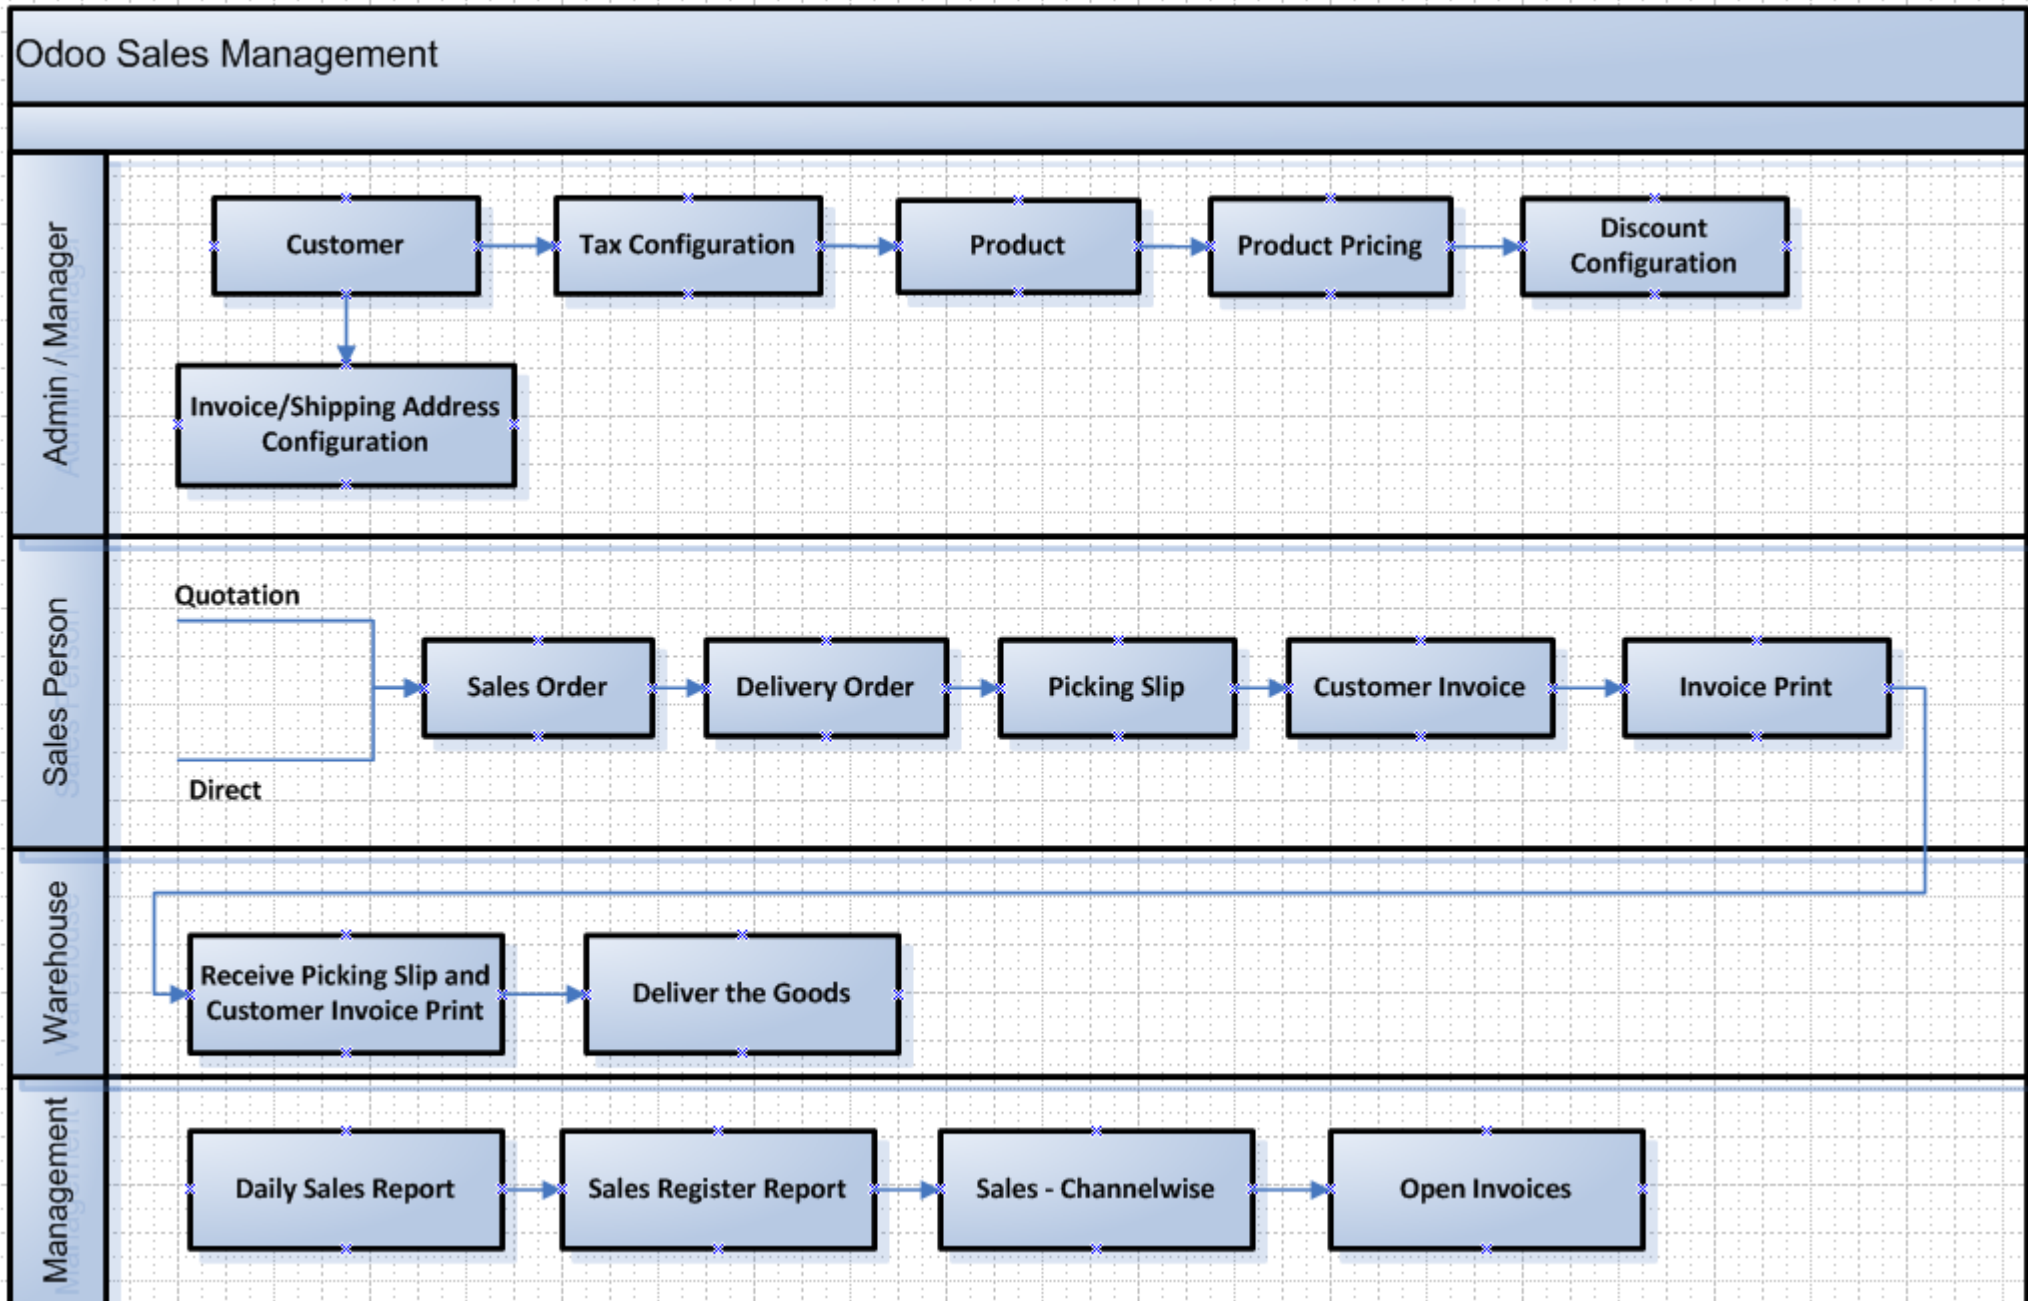 Odoo Sales Management
Admin / Manager
Customer
Tax Configuration
Product
Product Pricing
Discount
Configuration
Invoice/Shipping Address
Configuration
Sales Person
Quotation
Direct
Sales Order
Delivery Order
Picking Slip
Customer Invoice
Invoice Print
Warehouse
Receive Picking Slip and
Customer Invoice Print
Deliver the Goods
Management
Daily Sales Report
Sales Register Report
Sales - Channelwise
Open Invoices